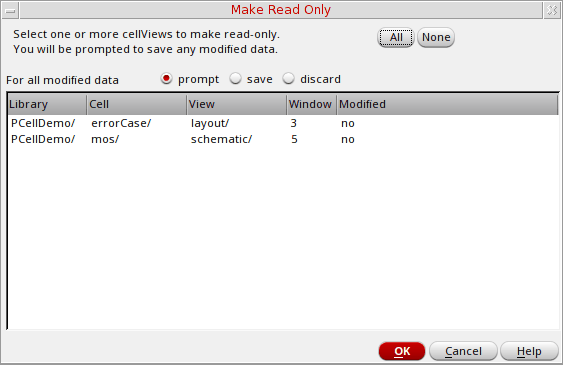 Make Read Only
Select one or more cellViews to make read-only.
You will be prompted to save any modified data.
All None
For all modified data prompt save discard
Library Cell View Window Modified
PCellDemo/ errorCase/ layout/ 3 no
PCellDemo/ mos/ schematic/ 5 no
OK Cancel Help